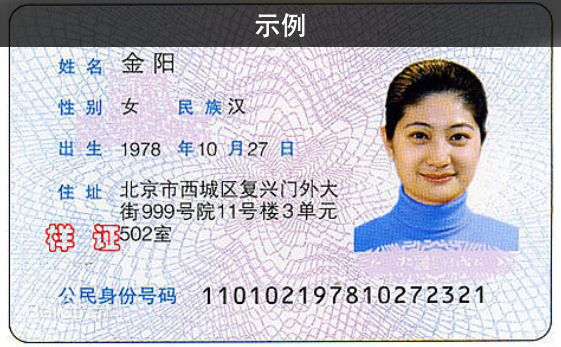 示例
姓 名 金 阳
性 别 女 民 族 汉
出 生 1978 年 10 月 27 日
住 址 北京市西城区复兴门外大
街999号院11号楼3单元
样 证 502室
公民身份号码 110102197810272321